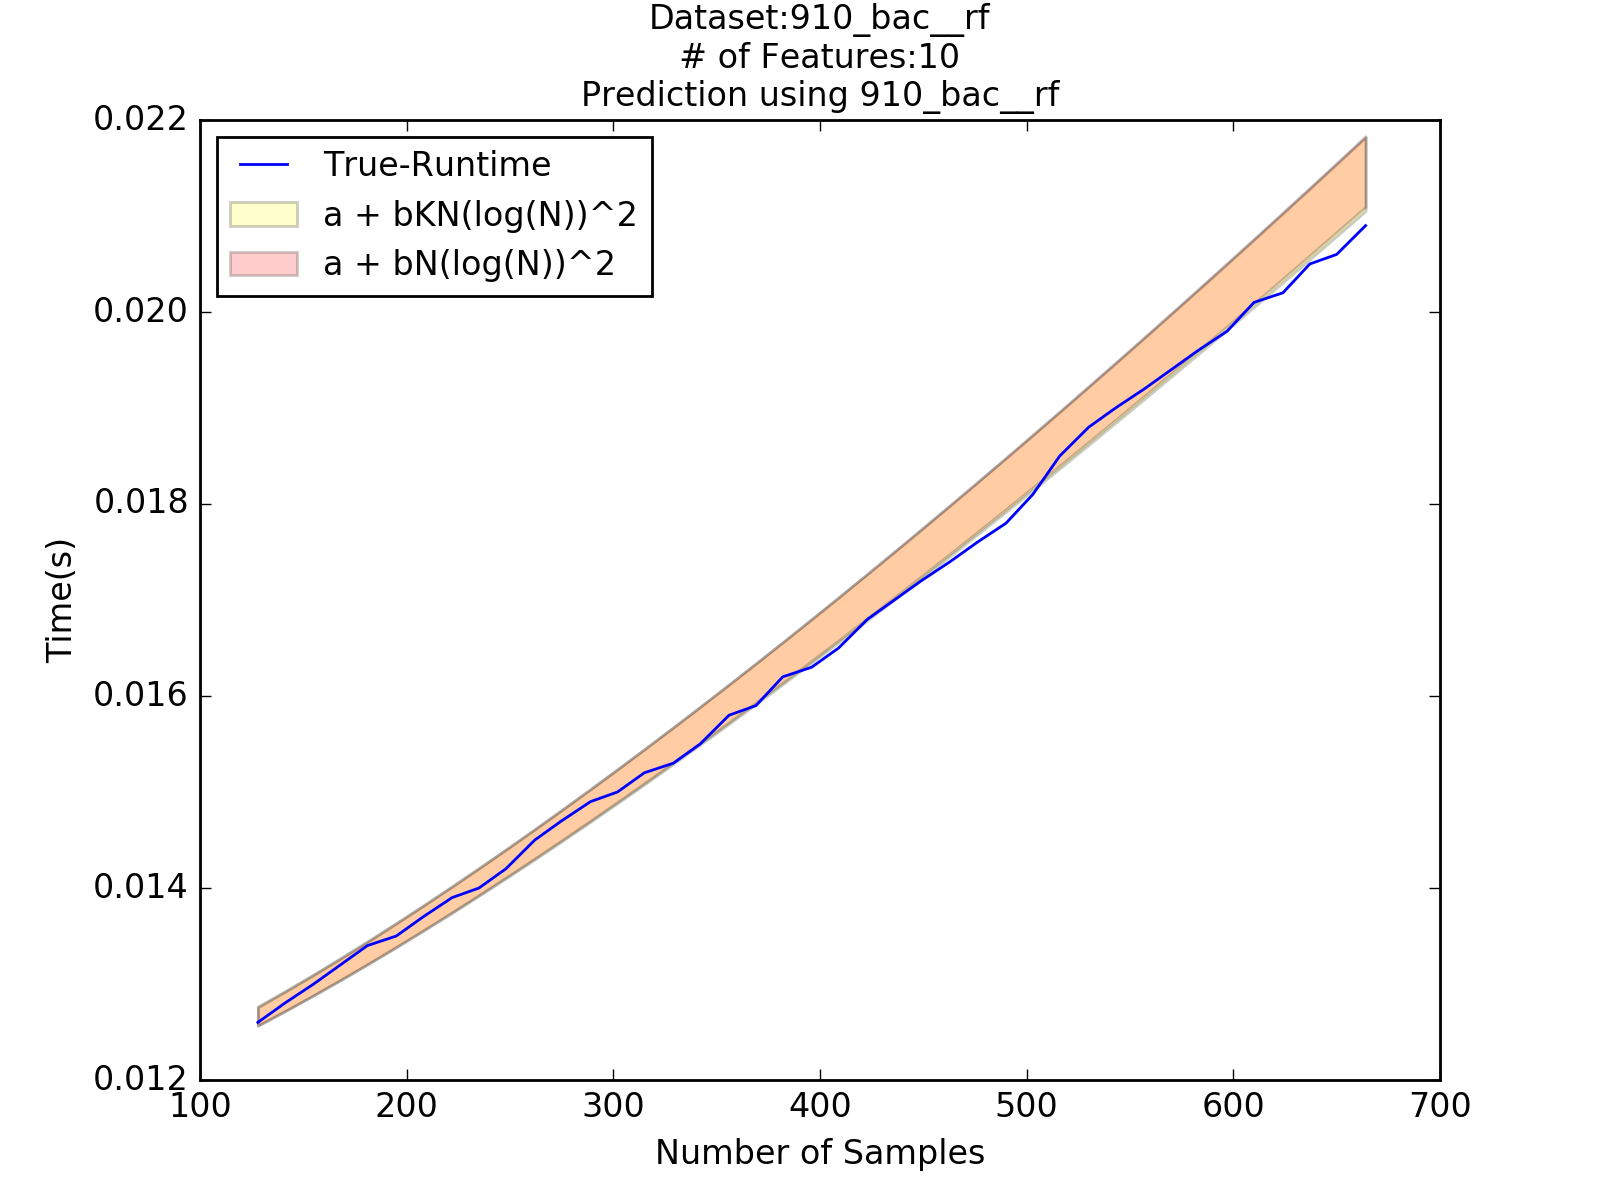 Dataset:910_bac__rf
# of Features:10
Prediction using 910_bac__rf
True-Runtime
a + bKN(log(N))^2
a + bN(log(N))^2
0.022
0.020
0.018
0.016
0.014
0.012
Time(s)
100 200 300 400 500 600 700
Number of Samples